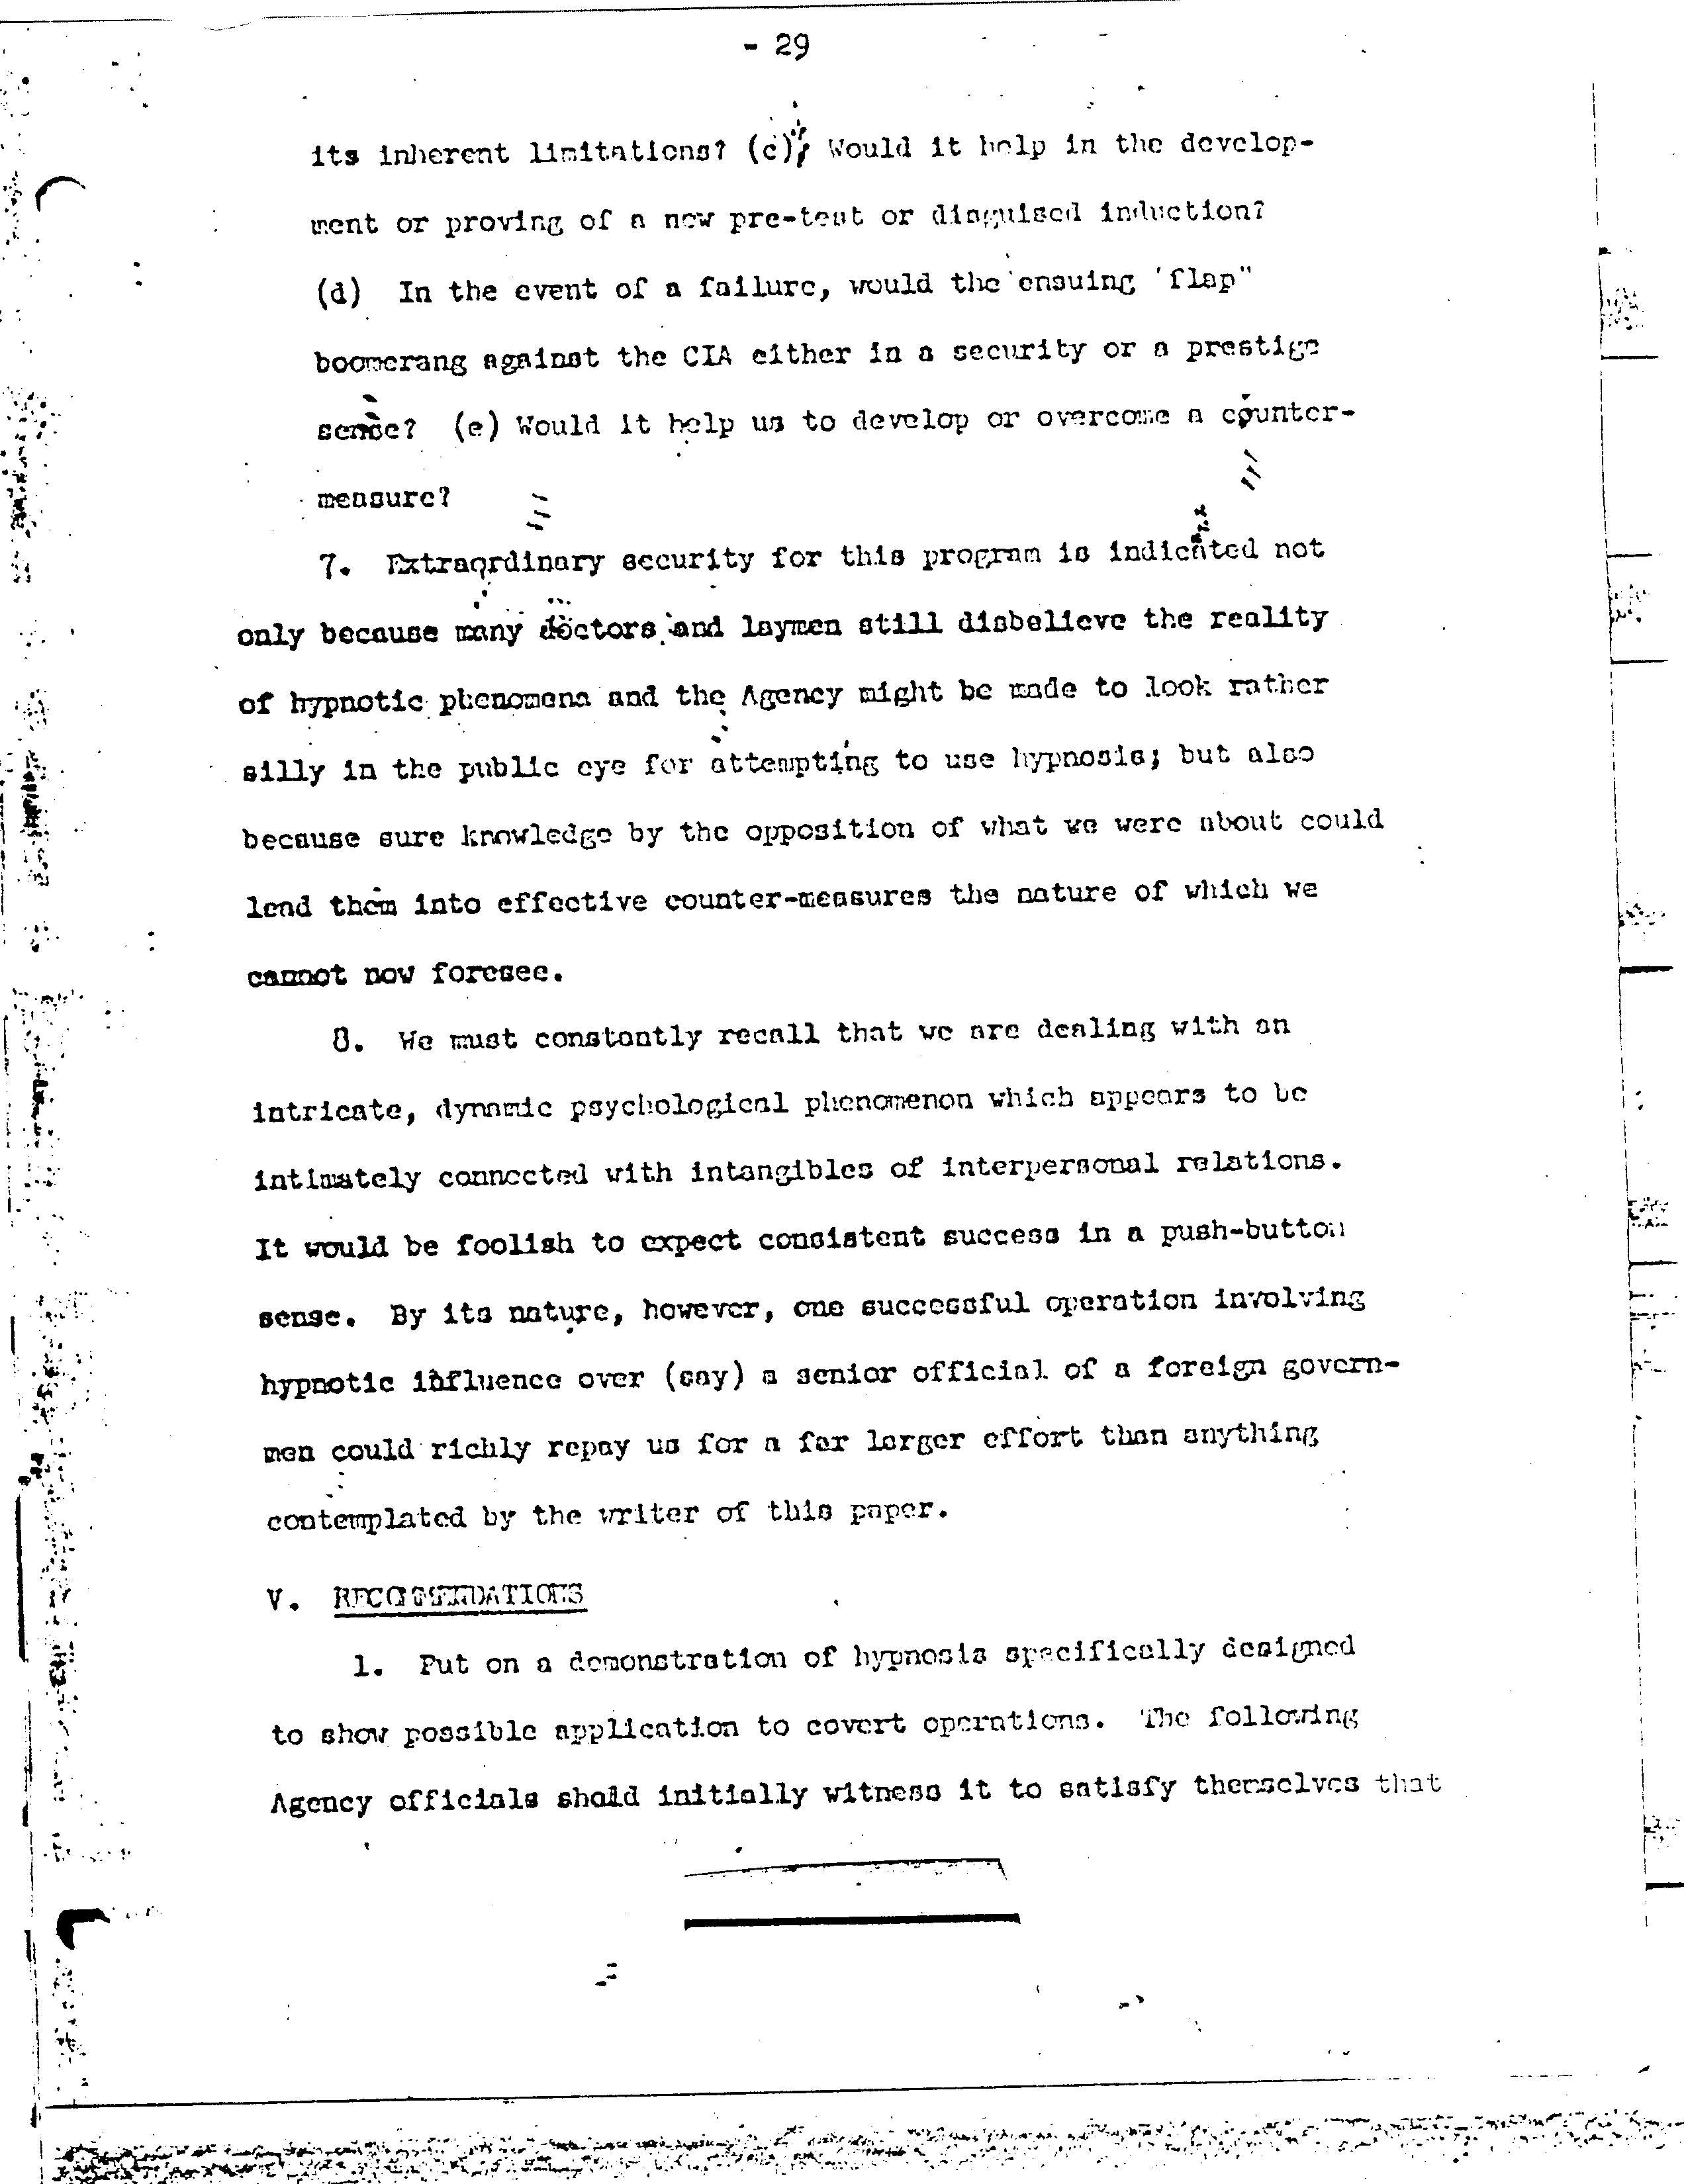 - 29
its inherent limitations? (c); Would it help in the develop-
ment or proving of a new pre-test or disguised induction?
(d) In the event of a failure, would the ensuing 'flap"
boomerang against the CIA either in a security or a prestige
sense? (e) Would it help us to develop or overcome a counter-
measure?
7. Extraordinary security for this program is indicated not
only because many doctors and laymen still disbelieve the reality
of hypnotic phenomena and the Agency might be made to look rather
silly in the public eye for attempting to use hypnosis; but also
because sure knowledge by the opposition of what we were about could
lead them into effective counter-measures the nature of which we
cannot now foresee.
8. We must constantly recall that we are dealing with an
intricate, dynamic psychological phenomenon which appears to be
intimately connected with intangibles of interpersonal relations.
It would be foolish to expect consistent success in a push-button
sense. By its nature, however, one successful operation involving
hypnotic influence over (say) a senior official of a foreign govern-
men could richly repay us for a far larger effort than anything
contemplated by the writer of this paper.
V. RECOMMENDATIONS
1. Put on a demonstration of hypnosis specifically designed
to show possible application to covert operations. The following
Agency officials shold initially witness it to satisfy themselves that